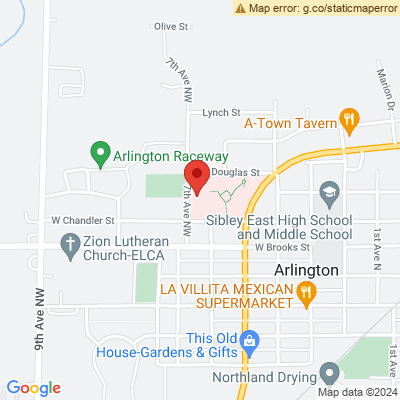 Map error: g.co/staticmaperror
Olive St
7th Ave NW
Marion Dr
Lynch St
A-Town Tavern
Arlington Raceway
Douglas St
7th Ave NW
W Chandler St
Sibley East High School
and Middle School
Zion Lutheran
Church-ELCA
W Brooks St
1st Ave N
Arlington
LA VILLITA MEXICAN
SUPERMARKET
9th Ave NW
This Old
House-Gardens & Gifts
1st Ave
Northland Drying
Google
Map data ©2024